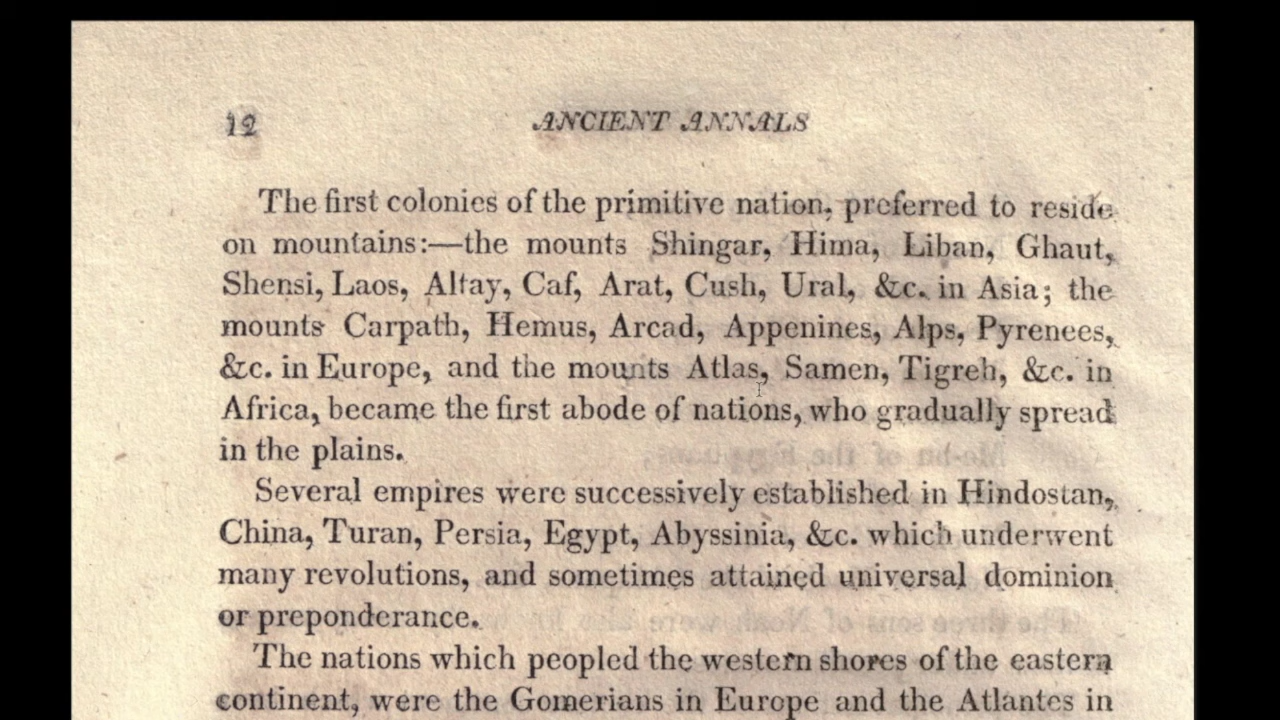 12 ANCIENT ANNALS
The first colonies of the primitive nation, preferred to reside
on mountains:—the mounts Shingar, Hima, Liban, Ghaut,
Shensi, Laos, Altay, Caf, Arat, Cush, Ural, &c. in Asia; the
mounts Carpath, Hemus, Arcad, Appenines, Alps, Pyrenees,
&c. in Europe, and the mounts Atlas, Samen, Tigreh, &c. in
Africa, became the first abode of nations, who gradually spread
in the plains.
Several empires were successively established in Hindostan,
China, Turan, Persia, Egypt, Abyssinia, &c. which underwent
many revolutions, and sometimes attained universal dominion
or preponderance.
The nations which peopled the western shores of the eastern
continent, were the Gomerians in Europe and the Atlantes in